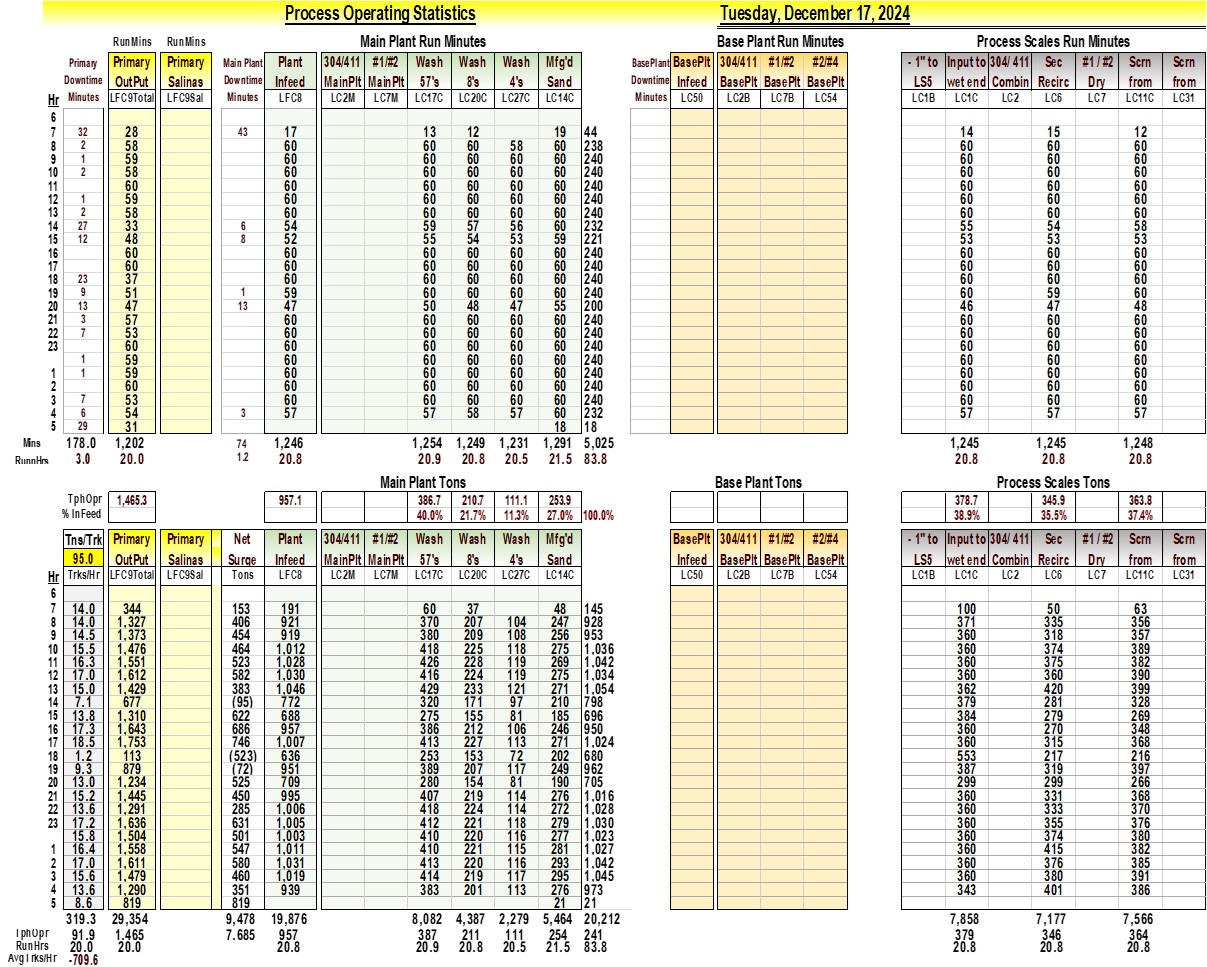 Process Operating Statistics Tuesday, December 17, 2024
RunMins RunMins Main Plant Run Minutes Base Plant Run Minutes Process Scales Run Minutes
Primary Primary Primary Main Plant Plant 304/411 #1/#2 Wash Wash Wash Mfg'd BasePlant BasePlt 304/411 #1/#2 #2/#4 - 1" to Input to 304/ 411 Sec #1 / #2 Scrn Scrn
Downtime OutPut Salinas Downtime Infeed MainPlt MainPlt 57's 8's 4's Sand Downtime Infeed BasePlt BasePlt BasePlt LS5 wet end Combin Recirc Dry from from
Hr Minutes LFC9Total LFC9Sal Minutes LFC8 LC2M LC7M LC17C LC20C LC27C LC14C Minutes LC50 LC2B LC7B LC54 LC1B LC1C LC2 LC6 LC7 LC11C LC31
6
7 32 28 43 17 13 12 19 44 14 15 12
8 2 58 60 60 60 58 60 238 60 60 60
9 1 59 60 60 60 60 60 240 60 60 60
10 2 58 60 60 60 60 60 240 60 60 60
11 60 60 60 60 60 60 240 60 60 60
12 1 59 60 60 60 60 60 240 60 60 60
13 2 58 60 60 60 60 60 240 60 60 60
14 27 33 6 54 59 57 56 60 232 55 54 58
15 12 48 8 52 55 54 53 59 221 53 53 53
16 60 60 60 60 60 60 240 60 60 60
17 60 60 60 60 60 60 240 60 60 60
18 23 37 60 60 60 60 60 240 60 60 60
19 9 51 1 59 60 60 60 60 240 60 59 60
20 13 47 13 47 50 48 47 55 200 46 47 48
21 3 57 60 60 60 60 60 240 60 60 60
22 7 53 60 60 60 60 60 240 60 60 60
23 60 60 60 60 60 60 240 60 60 60
1 59 60 60 60 60 60 240 60 60 60
1 1 59 60 60 60 60 60 240 60 60 60
2 60 60 60 60 60 60 240 60 60 60
3 7 53 60 60 60 60 60 240 60 60 60
4 6 54 3 57 57 58 57 60 232 57 57 57
5 29 31 18 18
Mins 178.0 1,202 74 1,246 1,254 1,249 1,231 1,291 5,025 1,245 1,245 1,248
RunnHrs 3.0 20.0 1.2 20.8 20.9 20.8 20.5 21.5 83.8 20.8 20.8 20.8
Main Plant Tons Base Plant Tons Process Scales Tons
TphOpr 1,465.3 957.1 386.7 210.7 111.1 253.9 378.7 345.9 363.8
% InFeed 40.0% 21.7% 11.3% 27.0% 100.0% 38.9% 35.5% 37.4%
Tns/Trk Primary Primary Net Plant 304/411 #1/#2 Wash Wash Wash Mfg'd BasePlt 304/411 #1/#2 #2/#4 - 1" to Input to 304/ 411 Sec #1 / #2 Scrn Scrn
95.0 OutPut Salinas Surge Infeed MainPlt MainPlt 57's 8's 4's Sand Infeed BasePlt BasePlt BasePlt LS5 wet end Combin Recirc Dry from from
Hr Trks/Hr LFC9Total LFC9Sal Tons LFC8 LC2M LC7M LC17C LC20C LC27C LC14C LC50 LC2B LC7B LC54 LC1B LC1C LC2 LC6 LC7 LC11C LC31
6
7 14.0 344 153 191 60 37 48 145 100 50 63
8 14.0 1,327 406 921 370 207 104 247 928 371 335 356
9 14.5 1,373 454 919 380 209 108 256 953 360 318 357
10 15.5 1,476 464 1,012 418 225 118 275 1,036 360 374 389
11 16.3 1,551 523 1,028 426 228 119 269 1,042 360 375 382
12 17.0 1,612 582 1,030 416 224 119 275 1,034 360 360 390
13 15.0 1,429 383 1,046 429 233 121 271 1,054 362 420 399
14 7.1 677 (95) 772 320 171 97 210 798 379 281 328
15 13.8 1,310 622 688 275 155 81 185 696 384 279 269
16 17.3 1,643 686 957 386 212 106 246 950 360 270 348
17 18.5 1,753 746 1,007 413 227 113 271 1,024 360 315 368
18 1.2 113 (523) 636 253 153 72 202 680 553 217 216
19 9.3 879 (72) 951 389 207 117 249 962 387 319 397
20 13.0 1,234 525 709 280 154 81 190 705 299 299 266
21 15.2 1,445 450 995 407 219 114 276 1,016 360 331 368
22 13.6 1,291 285 1,006 418 224 114 272 1,028 360 333 370
23 17.2 1,636 631 1,005 412 221 118 279 1,030 360 355 376
15.8 1,504 501 1,003 410 220 116 277 1,023 360 374 380
1 16.4 1,558 547 1,011 410 221 115 281 1,027 360 415 382
2 17.0 1,611 580 1,031 413 220 116 293 1,042 360 376 385
3 15.6 1,479 460 1,019 414 219 117 295 1,045 360 380 391
4 13.6 1,290 351 939 383 201 113 276 973 343 401 386
5 8.6 819 819 21 21
319.3 29,354 9,478 19,876 8,082 4,387 2,279 5,464 20,212 7,858 7,177 7,566
TphOpr 91.9 1,465 7.685 957 387 211 111 254 241 379 346 364
RunHrs 20.0 20.0 20.8 20.9 20.8 20.5 21.5 83.8 20.8 20.8 20.8
AvgTrks/Hr -709.6